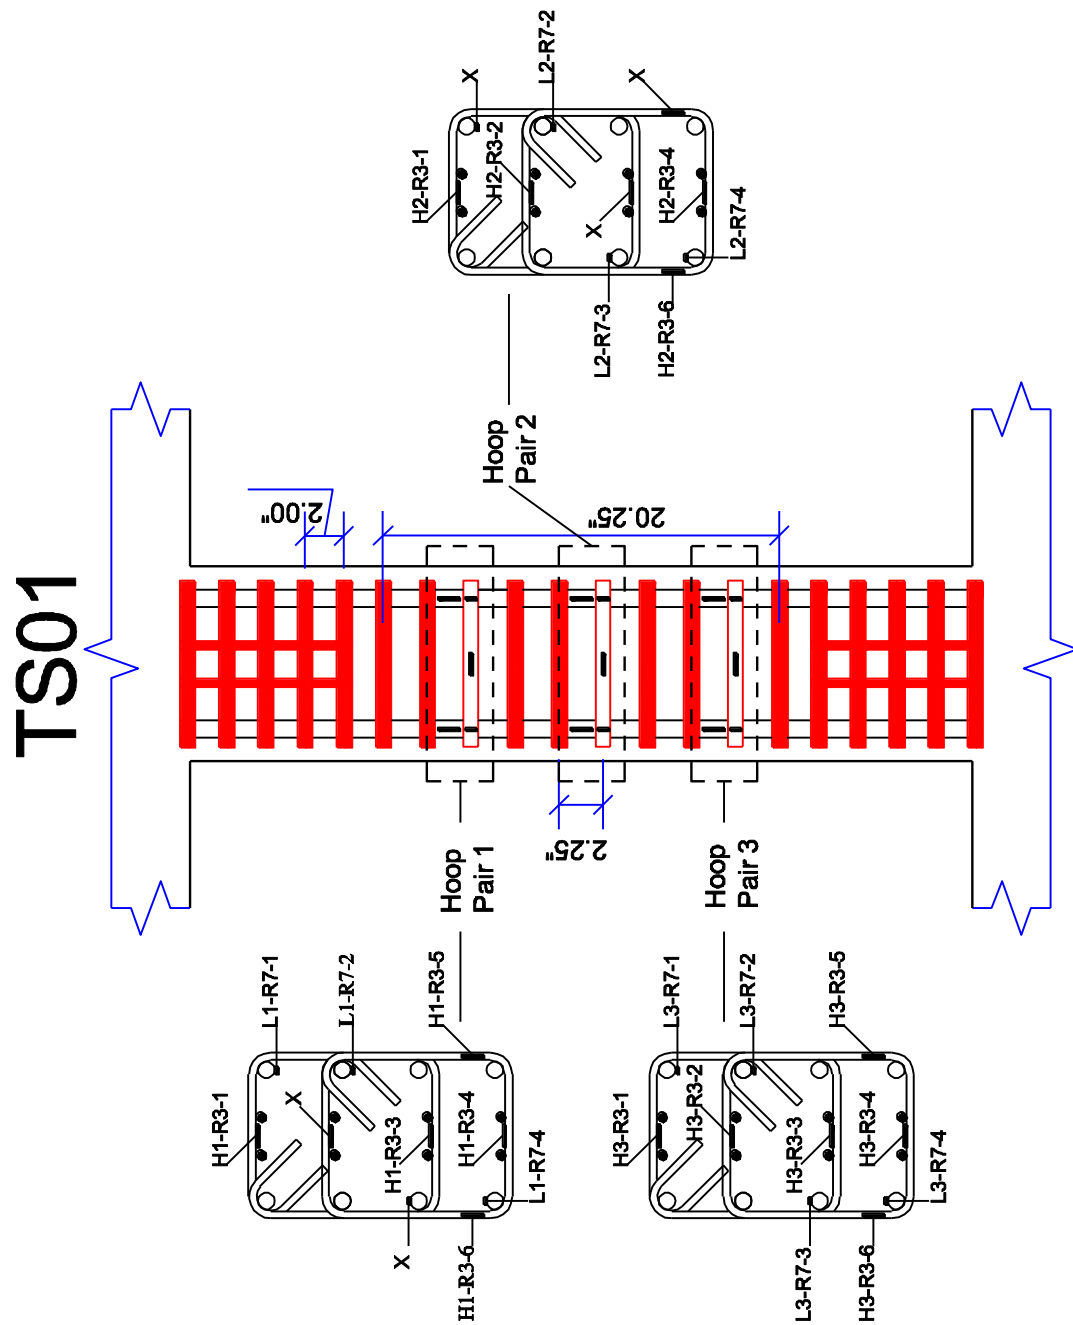 TS01
X
L2-R7-2
X
H2-R3-1
H2-R3-2
H2-R3-4
X
L2-R7-4
L2-R7-3
H2-R3-6
Hoop
Pair 2
2.00"
20.25"
2.25"
Hoop
Pair 1
Hoop
Pair 3
L1-R7-1
L1-R7-2
H1-R3-5
H1-R3-1
X
H1-R3-3
H1-R3-4
L1-R7-4
X
H1-R3-6
L3-R7-1
L3-R7-2
H3-R3-5
H3-R3-1
H3-R3-2
H3-R3-3
H3-R3-4
L3-R7-4
L3-R7-3
H3-R3-6